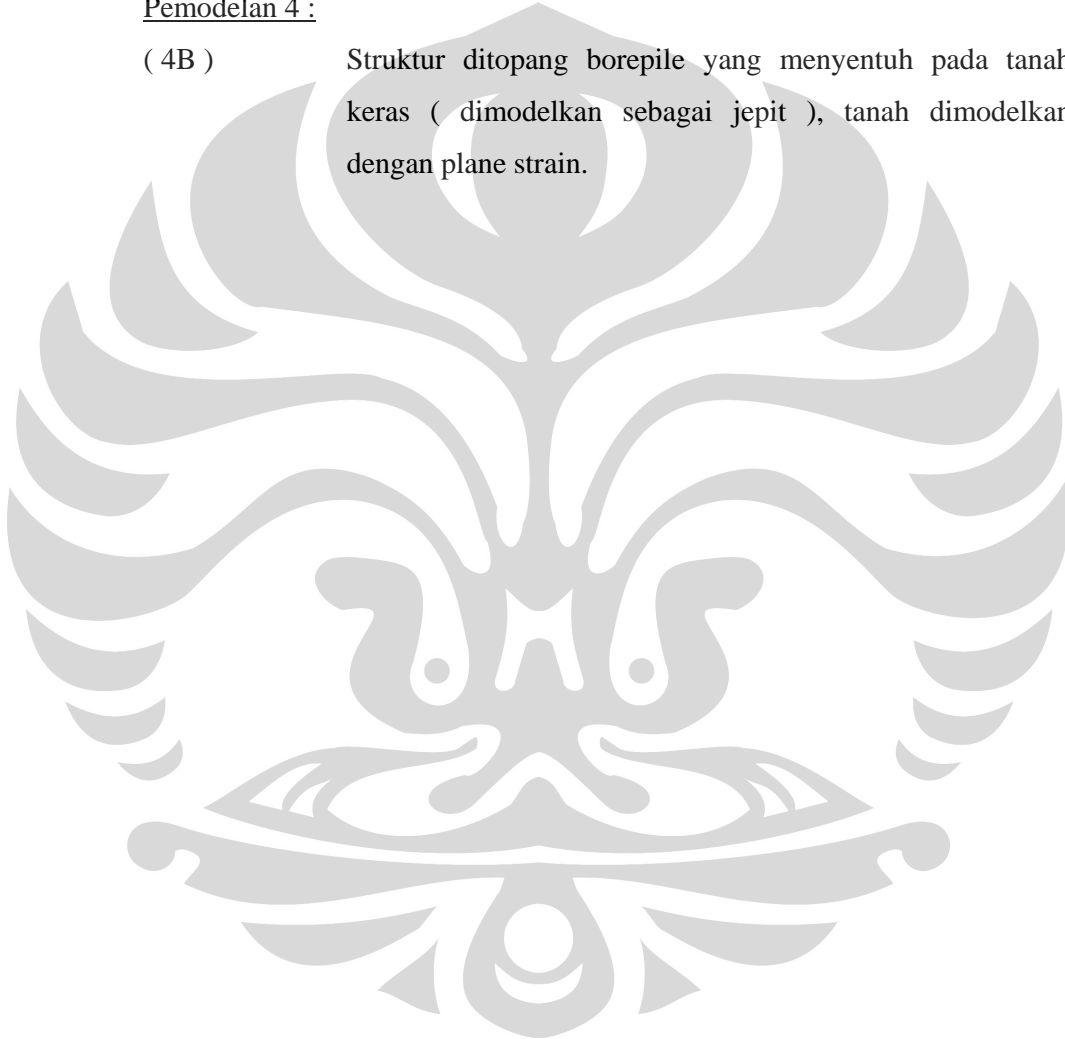 Pemodelan 4 :
( 4B ) Struktur ditopang borepile yang menyentuh pada tanah
keras ( dimodelkan sebagai jepit ), tanah dimodelkan
dengan plane strain.